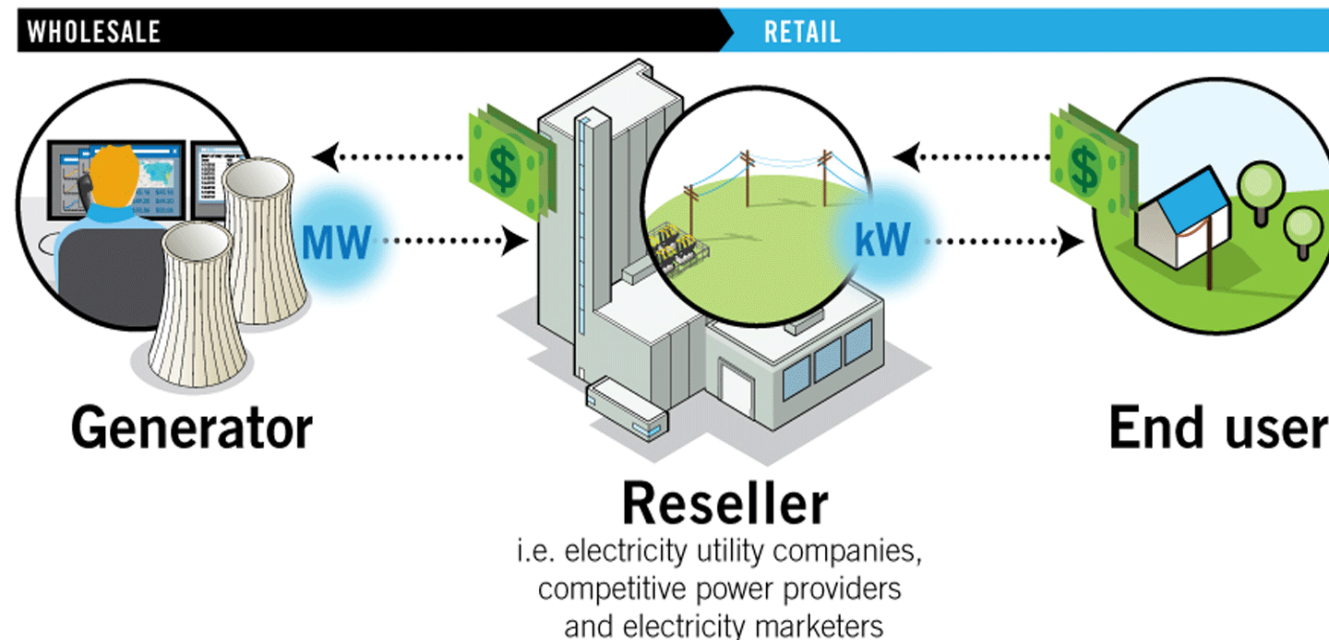 WHOLESALE
RETAIL
$
$
MW
kW
Generator
End user
Reseller
i.e. electricity utility companies,
competitive power providers
and electricity marketers